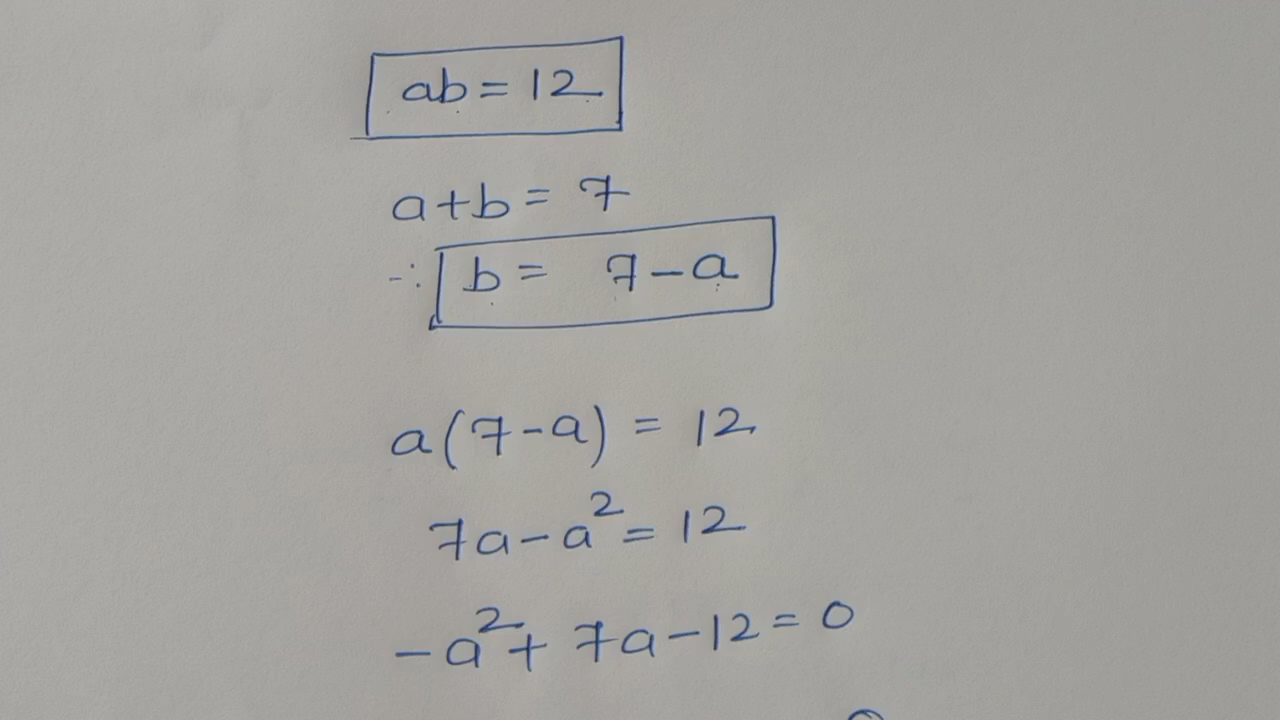 ab = 12
a+b = 7
∴ b = 7-a
a(7-a) = 12
7a-a² = 12
-a² + 7a-12 = 0